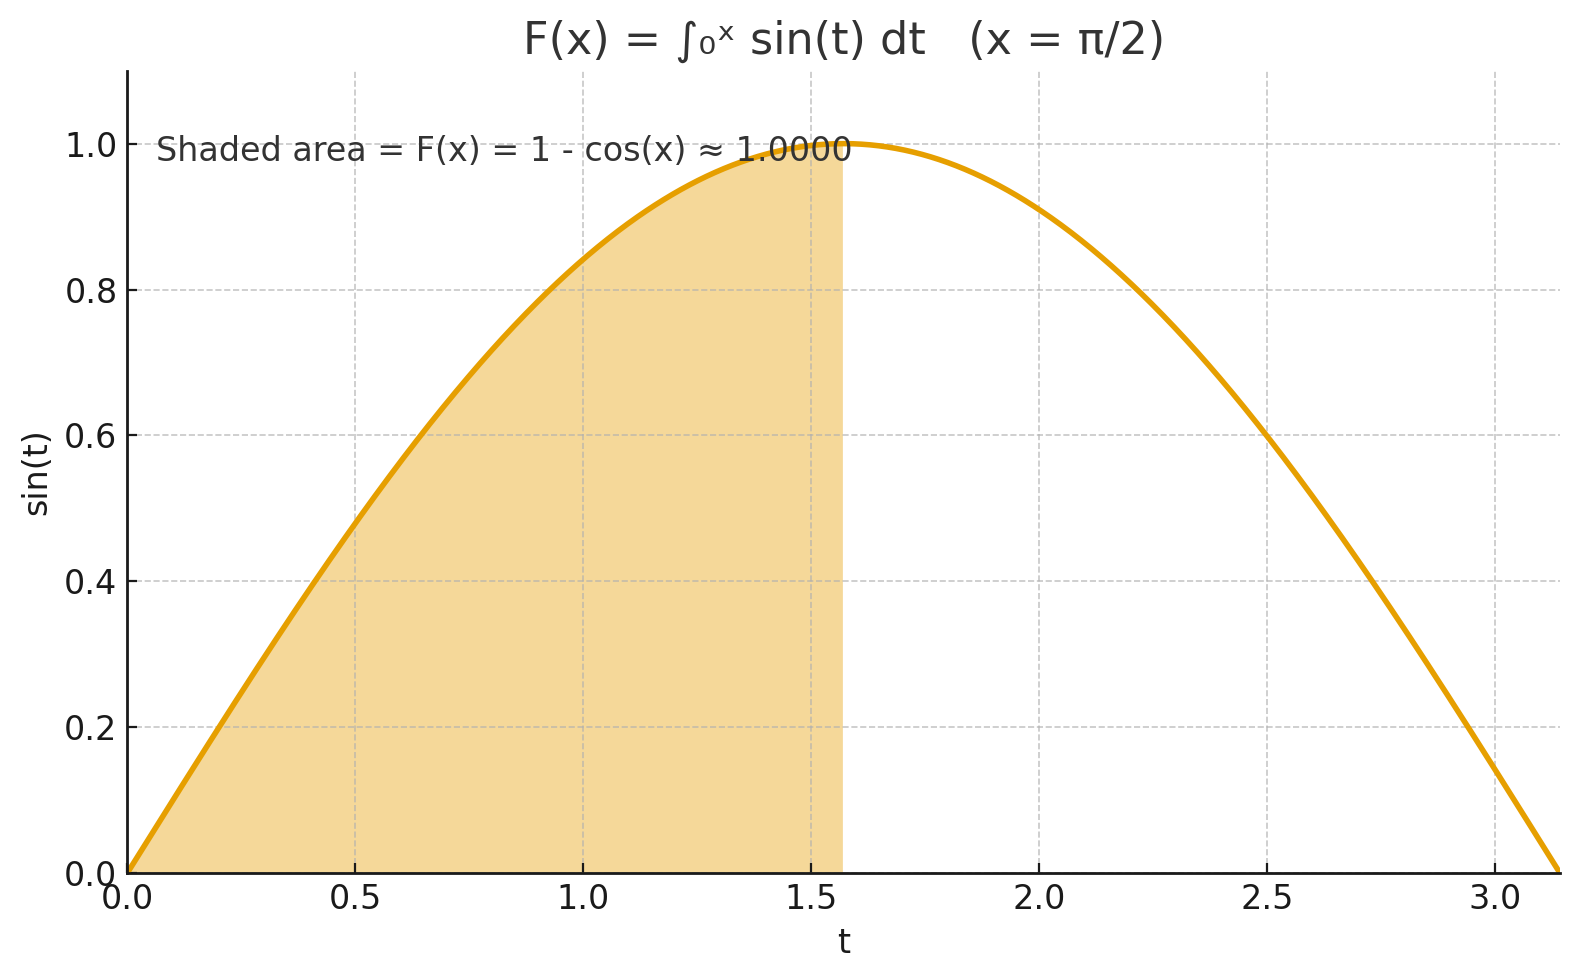 F(x) = ∫₀ˣ sin(t) dt   (x = π/2)
Shaded area = F(x) = 1 - cos(x) ≈ 1.0000
sin(t)
1.0
0.8
0.6
0.4
0.2
0.0
0.0 0.5 1.0 1.5 2.0 2.5 3.0
t